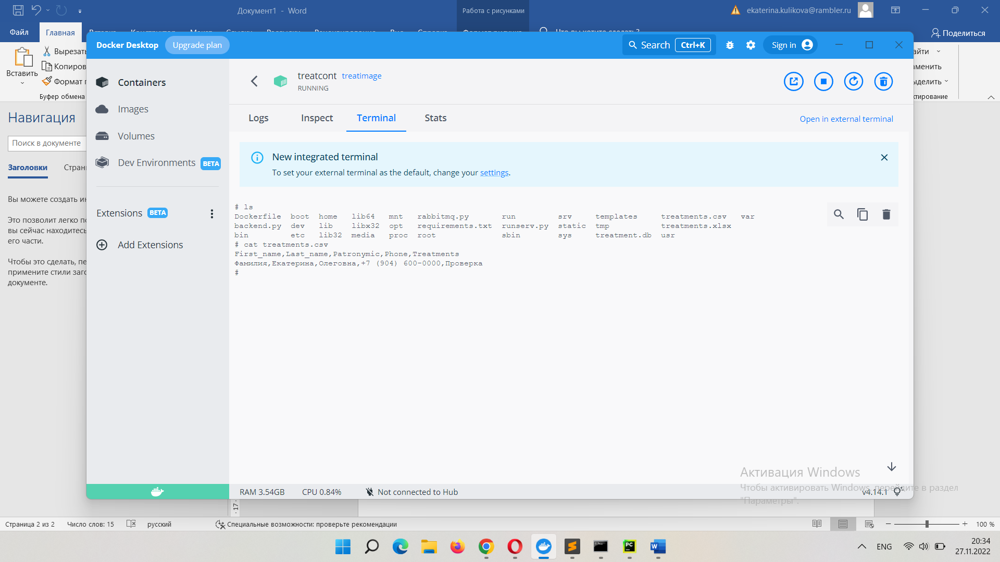 Документ1 - Word
Работа с рисунками
ekaterina.kulikova@rambler.ru
Файл
Главная
Поделиться
Docker Desktop
Upgrade plan
Search
Ctrl+K
Sign in
Вырезать
Вставить
Копиров
Формат
Буфер обмена
Навигация
Поиск в документе
Заголовки
Вы можете создать
Это позволит легко
вы сейчас находитесь
его части.
Чтобы это сделать,
примените стили
документе.
Containers
Images
Volumes
Dev Environments BETA
Extensions BETA
Add Extensions
treatcont treatimage
RUNNING
Logs Inspect Terminal Stats
Open in external terminal
New integrated terminal
To set your external terminal as the default, change your settings.
# ls
Dockerfile boot home lib64 mnt rabbitmq.py run srv templates treatments.csv var
backend.py dev lib libx32 opt requirements.txt runserv.py static tmp treatments.xlsx
bin etc lib32 media proc root sbin sys treatment.db usr
# cat treatments.csv
First_name,Last_name,Patronymic,Phone,Treatments
Фамилия,Екатерина,Олеговна,+7 (904) 600-0000,Проверка
#
Активация Windows
Чтобы активировать Windows, перейдите в раздел
"Параметры".
RAM 3.54GB CPU 0.84% Not connected to Hub
v4.14.1
17
Страница 2 из 2 Число слов: 15 русский Специальные возможности: проверьте рекомендации
100 %
ENG
20:34
27.11.2022